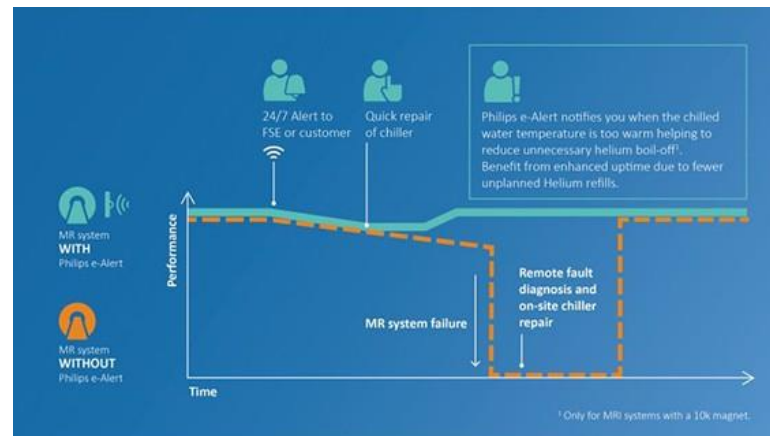 24/7 Alert to
FSE or customer
Quick repair
of chiller
Philips e-Alert notifies you when the chilled
water temperature is too warm helping to
reduce unnecessary helium boil-off¹.
Benefit from enhanced uptime due to fewer
unplanned Helium refills.
MR system
WITH
Philips e-Alert
MR system
WITHOUT
Philips e-Alert
Performance
MR system failure
Remote fault
diagnosis and
on-site chiller
repair
Time
¹ Only for MRI systems with a 10k magnet.